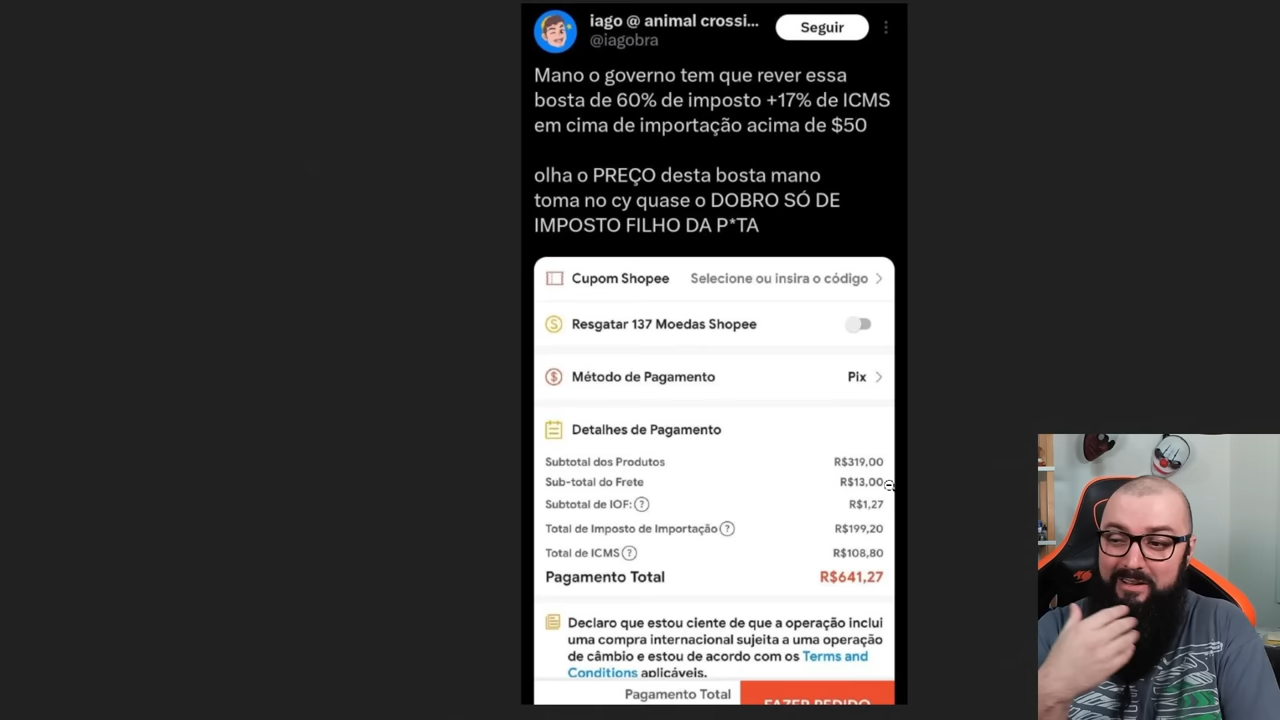 iago @ animal crossi...
Seguir
@iagobra
Mano o governo tem que rever essa
bosta de 60% de imposto +17% de ICMS
em cima de importação acima de $50
olha o PREÇO desta bosta mano
toma no cy quase o DOBRO SÓ DE
IMPOSTO FILHO DA P*TA
Cupom Shopee Selecione ou insira o código
Resgatar 137 Moedas Shopee
Método de Pagamento Pix
Detalhes de Pagamento
Subtotal dos Produtos R$319,00
Sub-total do Frete R$13,00
Subtotal de IOF: R$1,27
Total de Imposto de Importação R$199,20
Total de ICMS R$108,80
Pagamento Total R$641,27
Declaro que estou ciente de que a operação inclui
uma compra internacional sujeita a uma operação
de câmbio e estou de acordo com os Terms and
Conditions aplicáveis.
Pagamento Total
FAZER PEDIDO